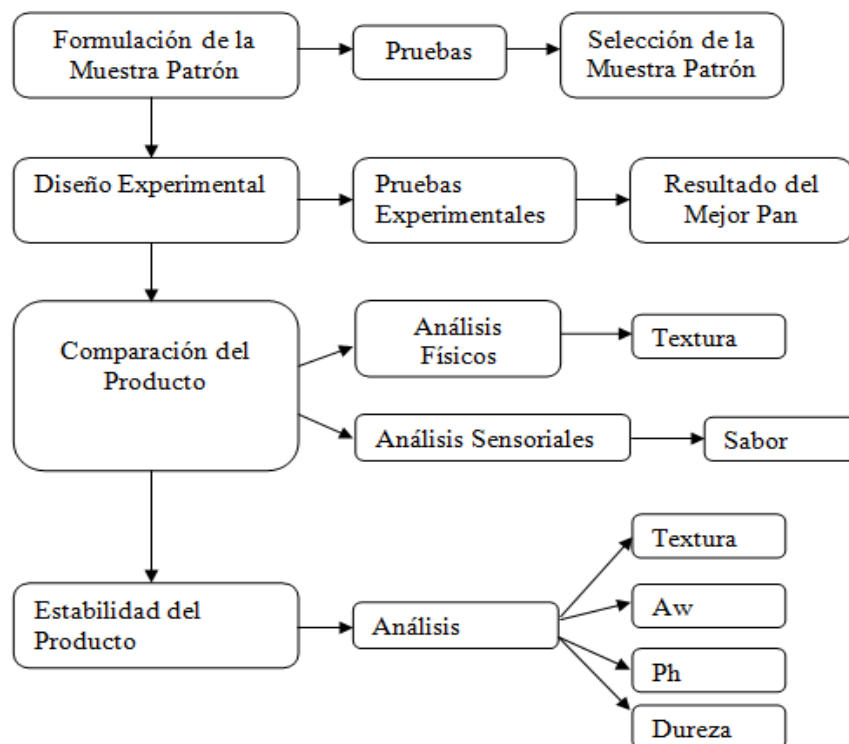 Formulación de la
Muestra Patrón
Pruebas
Selección de la
Muestra Patrón
Diseño Experimental
Pruebas
Experimentales
Resultado del
Mejor Pan
Comparación del
Producto
Análisis
Físicos
Textura
Análisis Sensoriales
Sabor
Estabilidad del
Producto
Análisis
Textura
Aw
Ph
Dureza